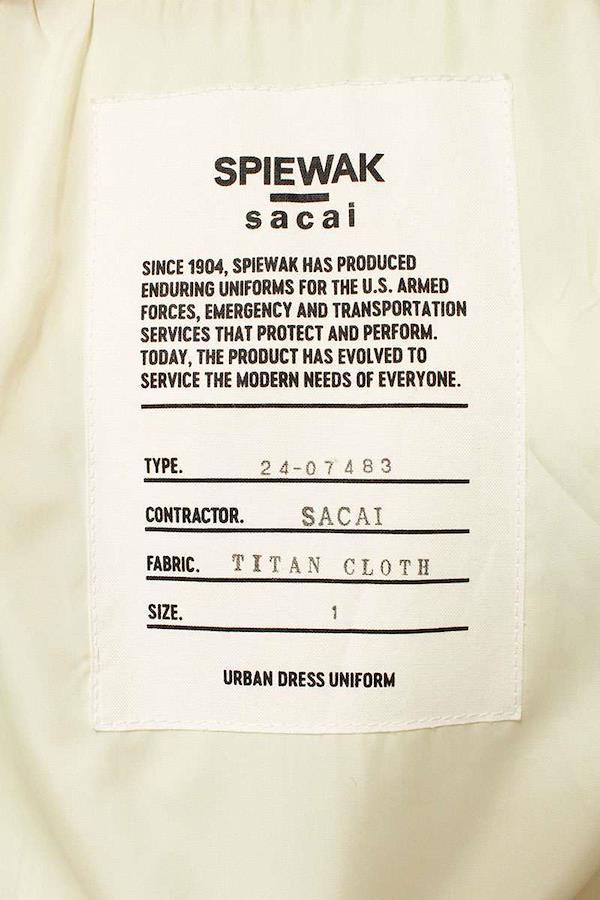 SPIEWAK
sacai
SINCE 1904, SPIEWAK HAS PRODUCED
ENDURING UNIFORMS FOR THE U.S. ARMED
FORCES, EMERGENCY AND TRANSPORTATION
SERVICES THAT PROTECT AND PERFORM.
TODAY, THE PRODUCT HAS EVOLVED TO
SERVICE THE MODERN NEEDS OF EVERYONE.
TYPE. 24-07483
CONTRACTOR. SACAI
FABRIC. TITAN CLOTH
SIZE. 1
URBAN DRESS UNIFORM